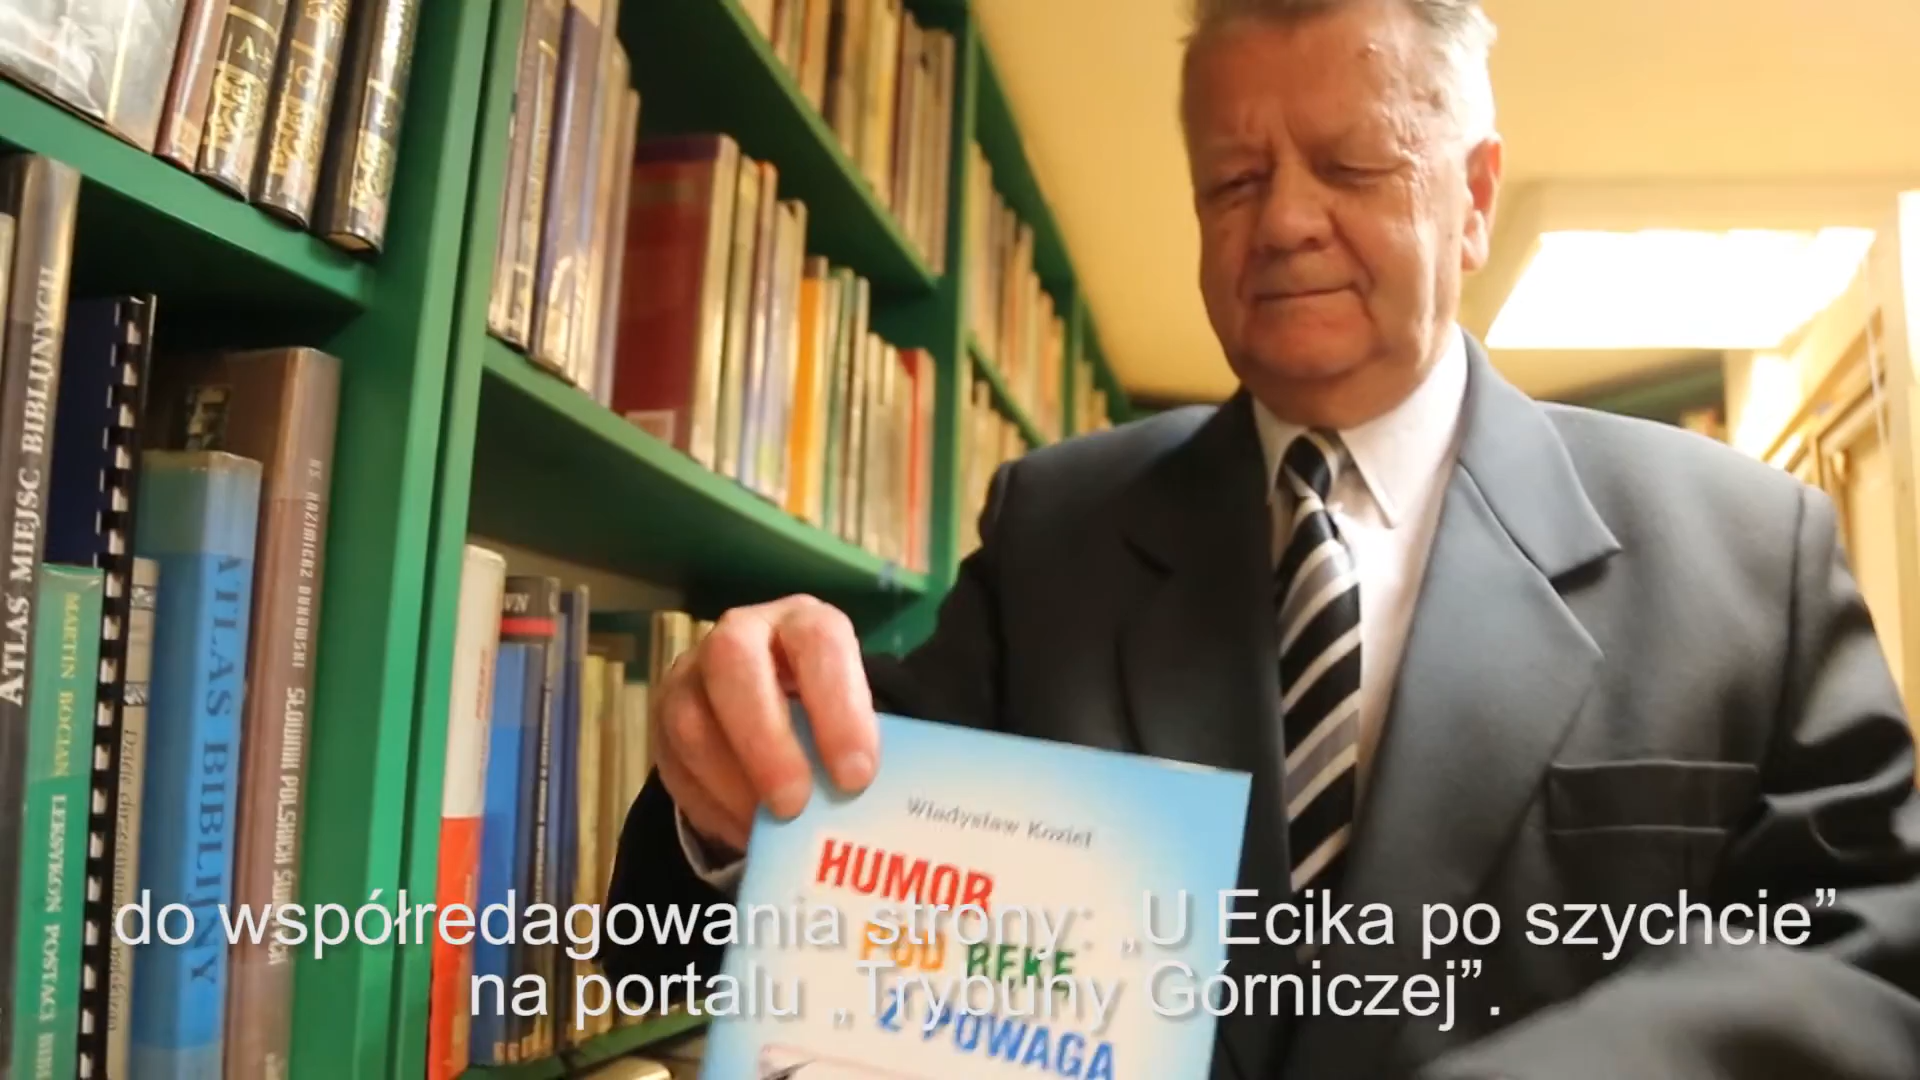 ATLAS MIEJSC BIBLIJNYCH
MARTIN BOCIAN LEKSYKON POSTACI
ATLAS BIBLIJNY
SŁOWNIK POLSKICH
WN
Władysław Kozieł
HUMOR
POD RĘKĘ
Z POWAGĄ
do współredagowania strony: „U Ecika po szychcie”
na portalu „Trybuny Górniczej”.